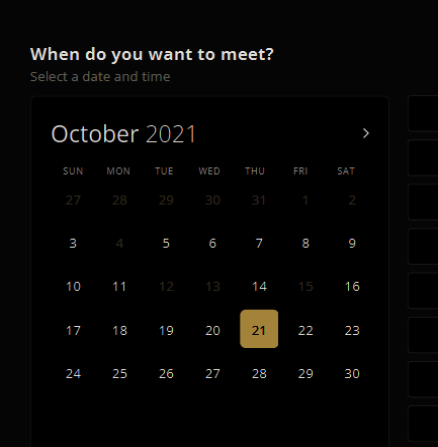 When do you want to meet?
Select a date and time
October 2021 >
SUN MON TUE WED THU FRI SAT
27 28 29 30 31 1 2
3 4 5 6 7 8 9
10 11 12 13 14 15 16
17 18 19 20 21 22 23
24 25 26 27 28 29 30